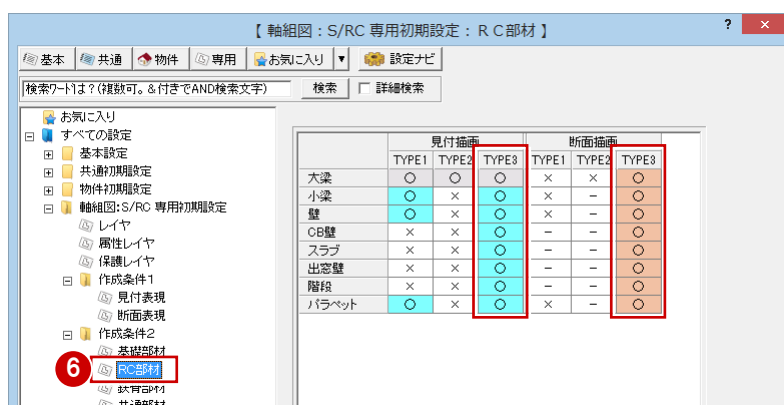 【 軸組図：S/RC 専用初期設定：ＲＣ部材 】 ? ×
基本 共通 物件 専用 お気に入り ▼ 設定ナビ
検索ワードは？(複数可。＆付きでAND検索文字) 検索 詳細検索
お気に入り
すべての設定
基本設定
共通初期設定
物件初期設定
軸組図:S/RC 専用初期設定
レイヤ
属性レイヤ
保護レイヤ
作成条件1
見付表現
断面表現
作成条件2
基礎部材
6 RC部材
鉄骨部材
共通部材
見付描画 断面描画
TYPE1 TYPE2 TYPE3 TYPE1 TYPE2 TYPE3
大梁 ○ ○ ○ × × ○
小梁 ○ × ○ × − ○
壁 ○ × ○ × − ○
CB壁 × × ○ − − ○
スラブ × × ○ − − ○
出窓壁 × × ○ − − ○
階段 × × ○ − − ○
パラペット ○ × ○ × − ○